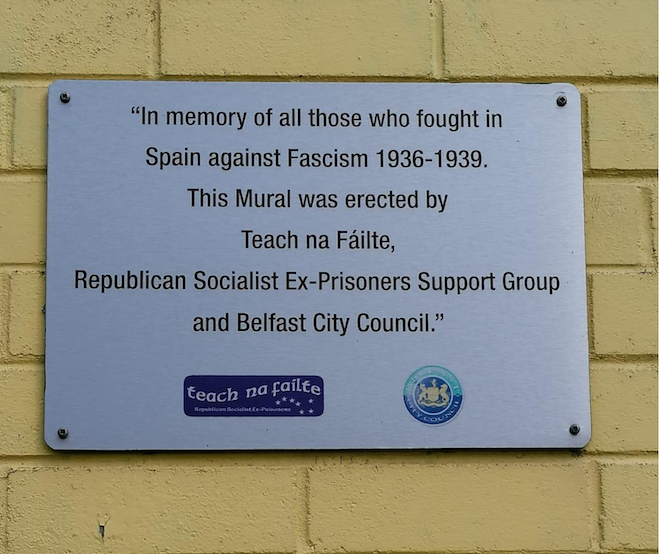 “In memory of all those who fought in
Spain against Fascism 1936-1939.
This Mural was erected by
Teach na Fáilte,
Republican Socialist Ex-Prisoners Support Group
and Belfast City Council.”
teach na failte
Republican Socialist Ex-Prisoners
CITY COUNCIL